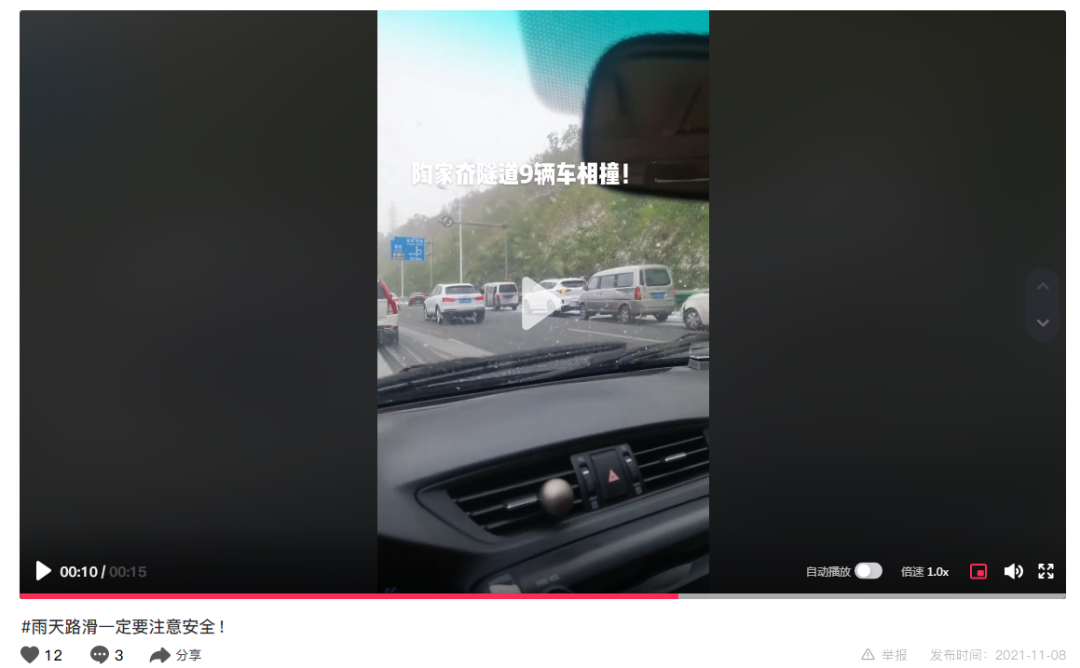 陶家夼隧道9辆车相撞！
00:10 / 00:15
自动播放
倍速 1.0x
#雨天路滑一定要注意安全！
12
3
分享
举报
发布时间：2021-11-08